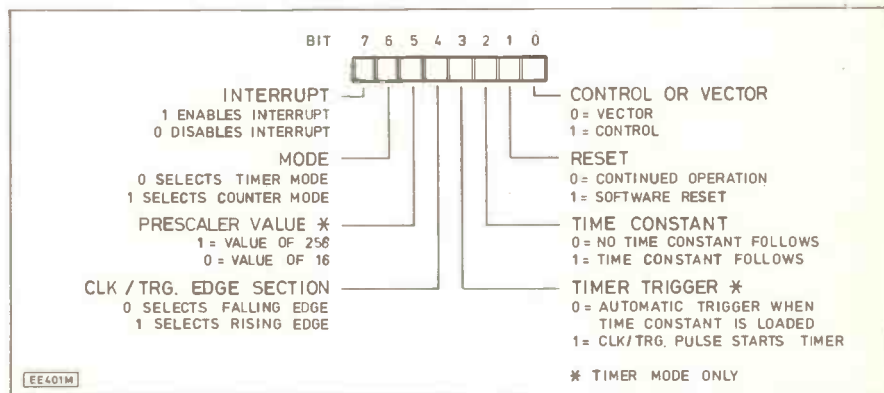 BIT 7 6 5 4 3 2 1 0
INTERRUPT
1 ENABLES INTERRUPT
0 DISABLES INTERRUPT
MODE
0 SELECTS TIMER MODE
1 SELECTS COUNTER MODE
PRESCALER VALUE *
1 = VALUE OF 256
0 = VALUE OF 16
CLK / TRG. EDGE SECTION
0 SELECTS FALLING EDGE
1 SELECTS RISING EDGE
CONTROL OR VECTOR
0 = VECTOR
1 = CONTROL
RESET
0 = CONTINUED OPERATION
1 = SOFTWARE RESET
TIME CONSTANT
0 = NO TIME CONSTANT FOLLOWS
1 = TIME CONSTANT FOLLOWS
TIMER TRIGGER *
0 = AUTOMATIC TRIGGER WHEN
TIME CONSTANT IS LOADED
1 = CLK/TRG. PULSE STARTS TIMER
* TIMER MODE ONLY
EE401M